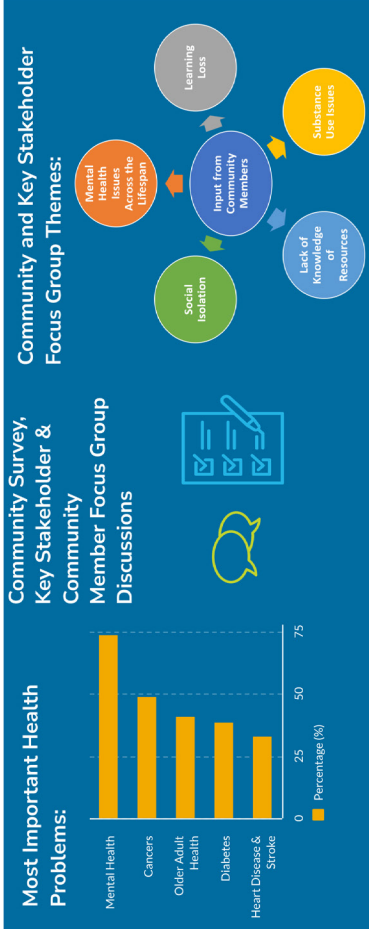 Most Important Health
Problems:
Mental Health
Cancers
Older Adult
Health
Diabetes
Heart Disease &
Stroke
0
25
50
75
Percentage (%)
Community Survey,
Key Stakeholder &
Community
Member Focus Group
Discussions
Community and Key Stakeholder
Focus Group Themes:
Mental
Health
Issues
Across the
Lifespan
Learning
Loss
Substance
Use Issues
Lack of
Knowledge
of
Resources
Social
Isolation
Input from
Community
Members